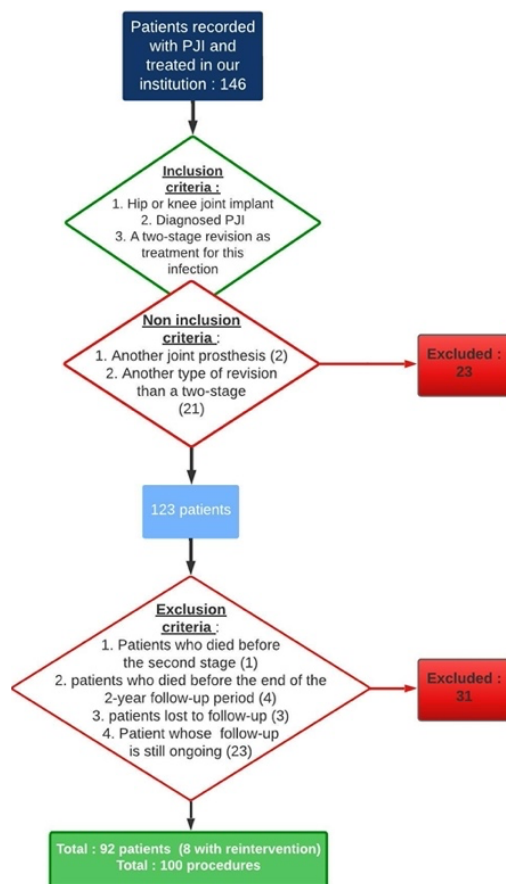 Patients recorded
with PJI and
treated in our
institution : 146
Inclusion
criteria :
1. Hip or knee joint implant
2. Diagnosed PJI
3. A two-stage revision as
treatment for this
infection
Non inclusion
criteria :
1. Another joint prosthesis (2)
2. Another type of revision
than a two-stage
(21)
Excluded :
23
123 patients
Exclusion
criteria :
1. Patients who died before
the second stage (1)
2. patients who died before the end of the
2-year follow-up period (4)
3. patients lost to follow-up (3)
4. Patient whose follow-up
is still ongoing (23)
Excluded :
31
Total : 92 patients (8 with reintervention)
Total : 100 procedures